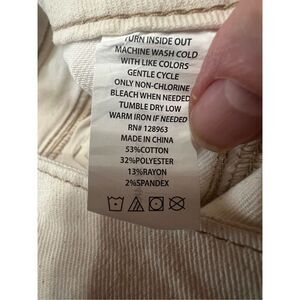 TURN INSIDE OUT
MACHINE WASH COLD
WITH LIKE COLORS
GENTLE CYCLE
ONLY NON-CHLORINE
BLEACH WHEN NEEDED
TUMBLE DRY LOW
WARM IRON IF NEEDED
RN# 128963
MADE IN CHINA
53%COTTON
32%POLYESTER
13%RAYON
2%SPANDEX